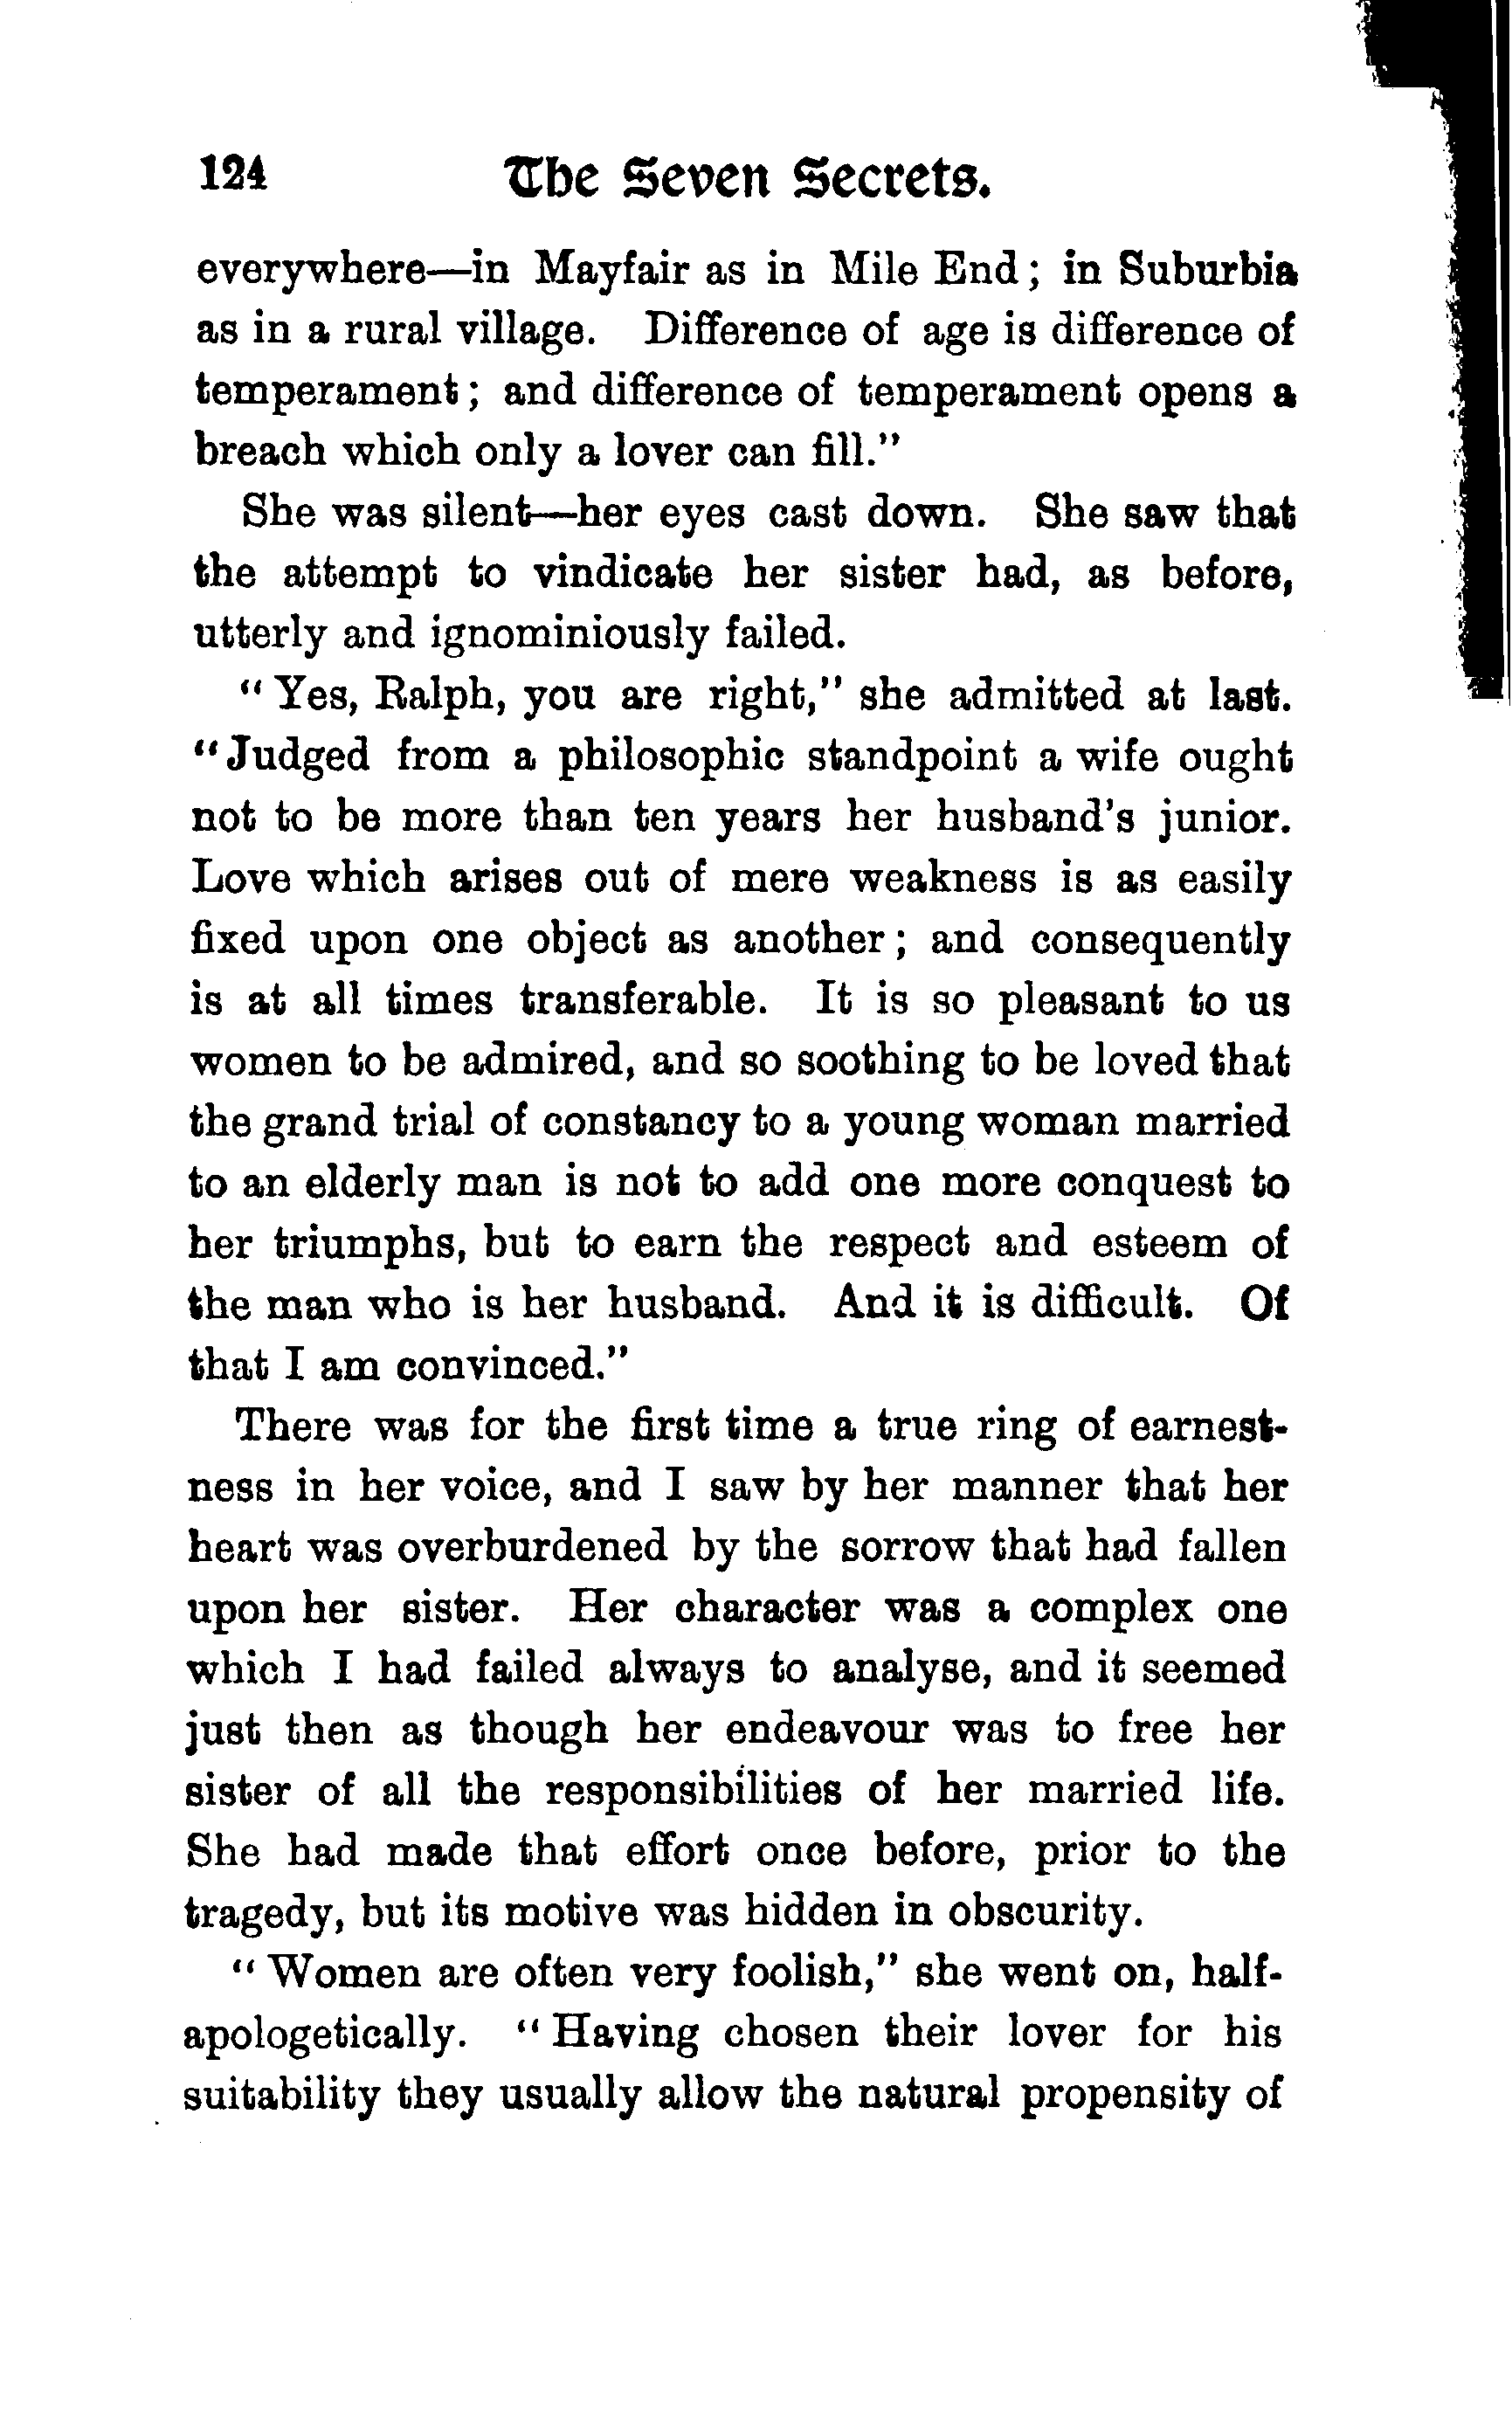 124 The Seven Secrets.
everywhere—in Mayfair as in Mile End; in Suburbia
as in a rural village. Difference of age is difference of
temperament; and difference of temperament opens a
breach which only a lover can fill."
She was silent—her eyes cast down. She saw that
the attempt to vindicate her sister had, as before,
utterly and ignominiously failed.
"Yes, Ralph, you are right," she admitted at last.
"Judged from a philosophic standpoint a wife ought
not to be more than ten years her husband's junior.
Love which arises out of mere weakness is as easily
fixed upon one object as another; and consequently
is at all times transferable. It is so pleasant to us
women to be admired, and so soothing to be loved that
the grand trial of constancy to a young woman married
to an elderly man is not to add one more conquest to
her triumphs, but to earn the respect and esteem of
the man who is her husband. And it is difficult. Of
that I am convinced."
There was for the first time a true ring of earnest-
ness in her voice, and I saw by her manner that her
heart was overburdened by the sorrow that had fallen
upon her sister. Her character was a complex one
which I had failed always to analyse, and it seemed
just then as though her endeavour was to free her
sister of all the responsibilities of her married life.
She had made that effort once before, prior to the
tragedy, but its motive was hidden in obscurity.
"Women are often very foolish," she went on, half-
apologetically. "Having chosen their lover for his
suitability they usually allow the natural propensity of